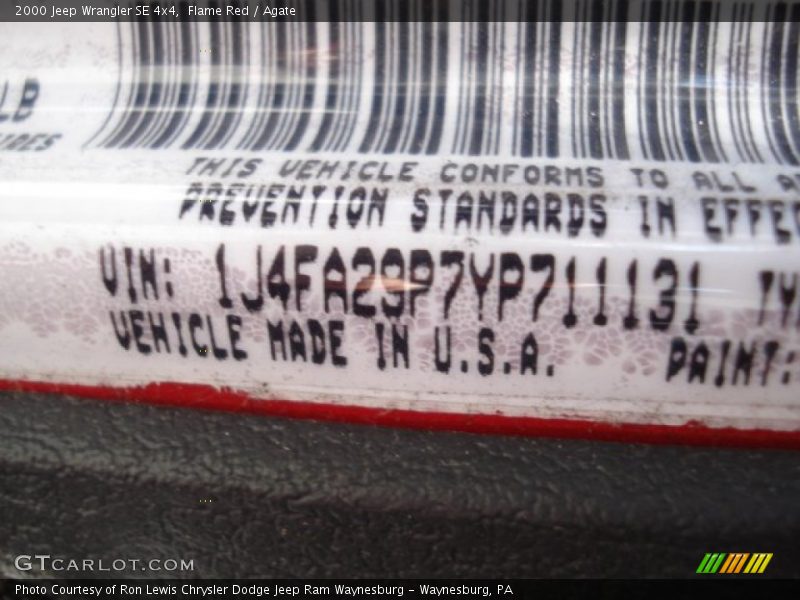 2000 Jeep Wrangler SE 4x4, Flame Red / Agate
LB
THIS VEHICLE CONFORMS TO ALL
PREVENTION STANDARDS IN
VIN: 1J4FA29P7YP711131
VEHICLE MADE IN U.S.A. PAINT:
GTCARLOT.COM
Photo Courtesy of Ron Lewis Chrysler Dodge Jeep Ram Waynesburg – Waynesburg, PA